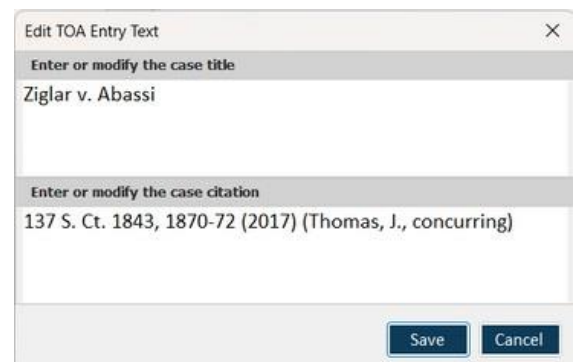 Edit TOA Entry Text
Enter or modify the case title
Ziglar v. Abassi
Enter or modify the case citation
137 S. Ct. 1843, 1870-72 (2017) (Thomas, J., concurring)
Save Cancel